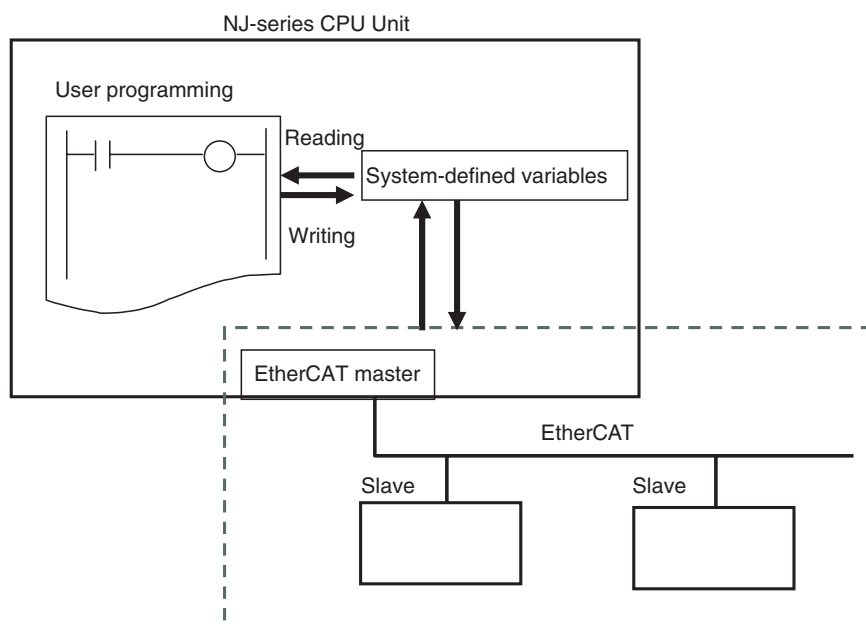 NJ-series CPU Unit
User programming
Reading
System-defined variables
Writing
EtherCAT master
EtherCAT
Slave
Slave